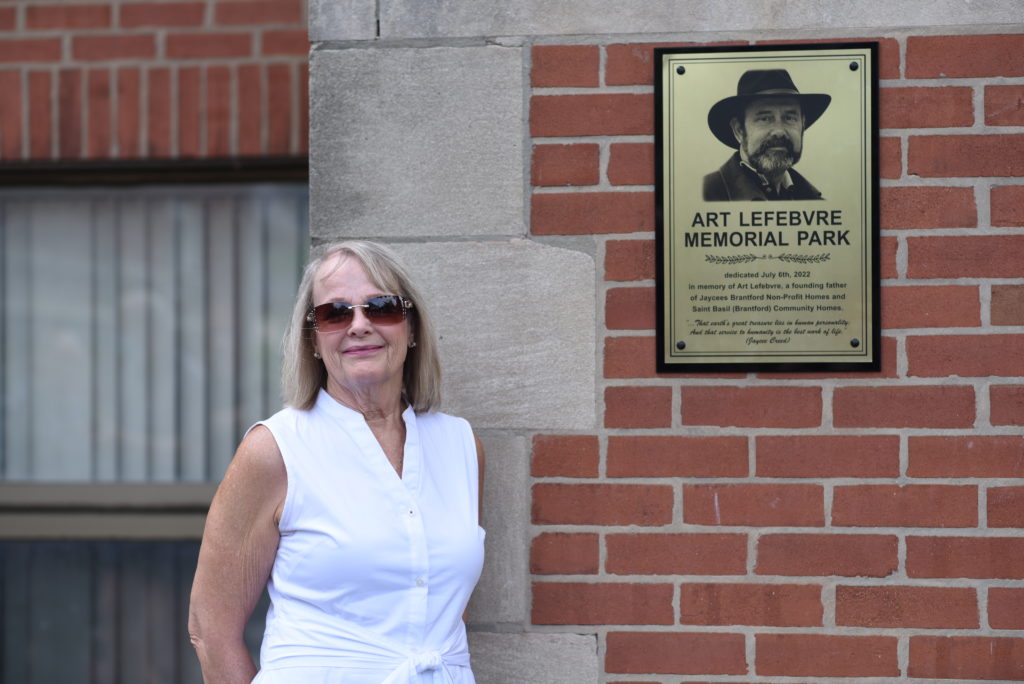 ART LEFEBVRE
MEMORIAL PARK
dedicated July 6th, 2022
in memory of Art Lefebvre, a founding father
of Jaycees Brantford Non-Profit Homes and
Saint Basil (Brantford) Community Homes.
"...That earth's great treasure lies in human personality;
And that service to humanity is the best work of life.
(Jaycee Creed)